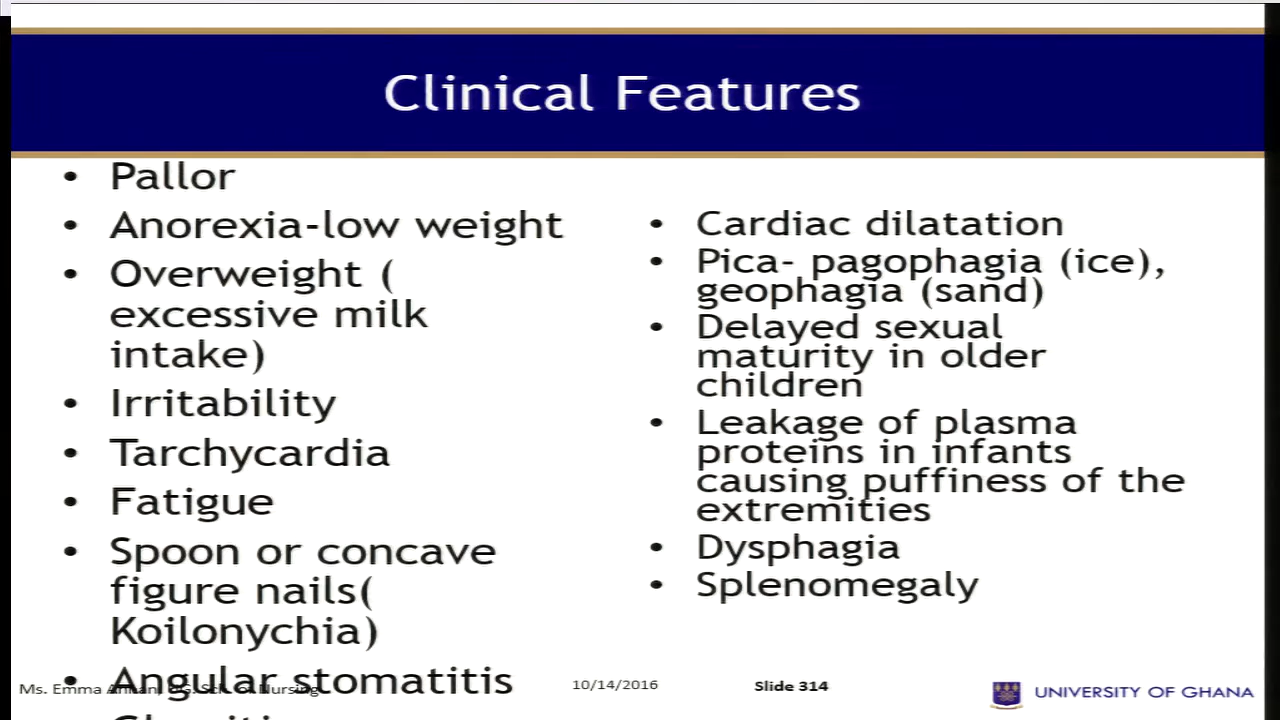 Clinical Features
• Pallor
• Anorexia-low weight
• Overweight (
excessive milk
intake)
• Irritability
• Tarchycardia
• Fatigue
• Spoon or concave
figure nails(
Koilonychia)
• Angular stomatitis
• Cardiac dilatation
• Pica- pagophagia (ice),
geophagia (sand)
• Delayed sexual
maturity in older
children
• Leakage of plasma
proteins in infants
causing puffiness of the
extremities
• Dysphagia
• Splenomegaly
Ms. Emma of Nursing
10/14/2016
Slide 314
UNIVERSITY OF GHANA